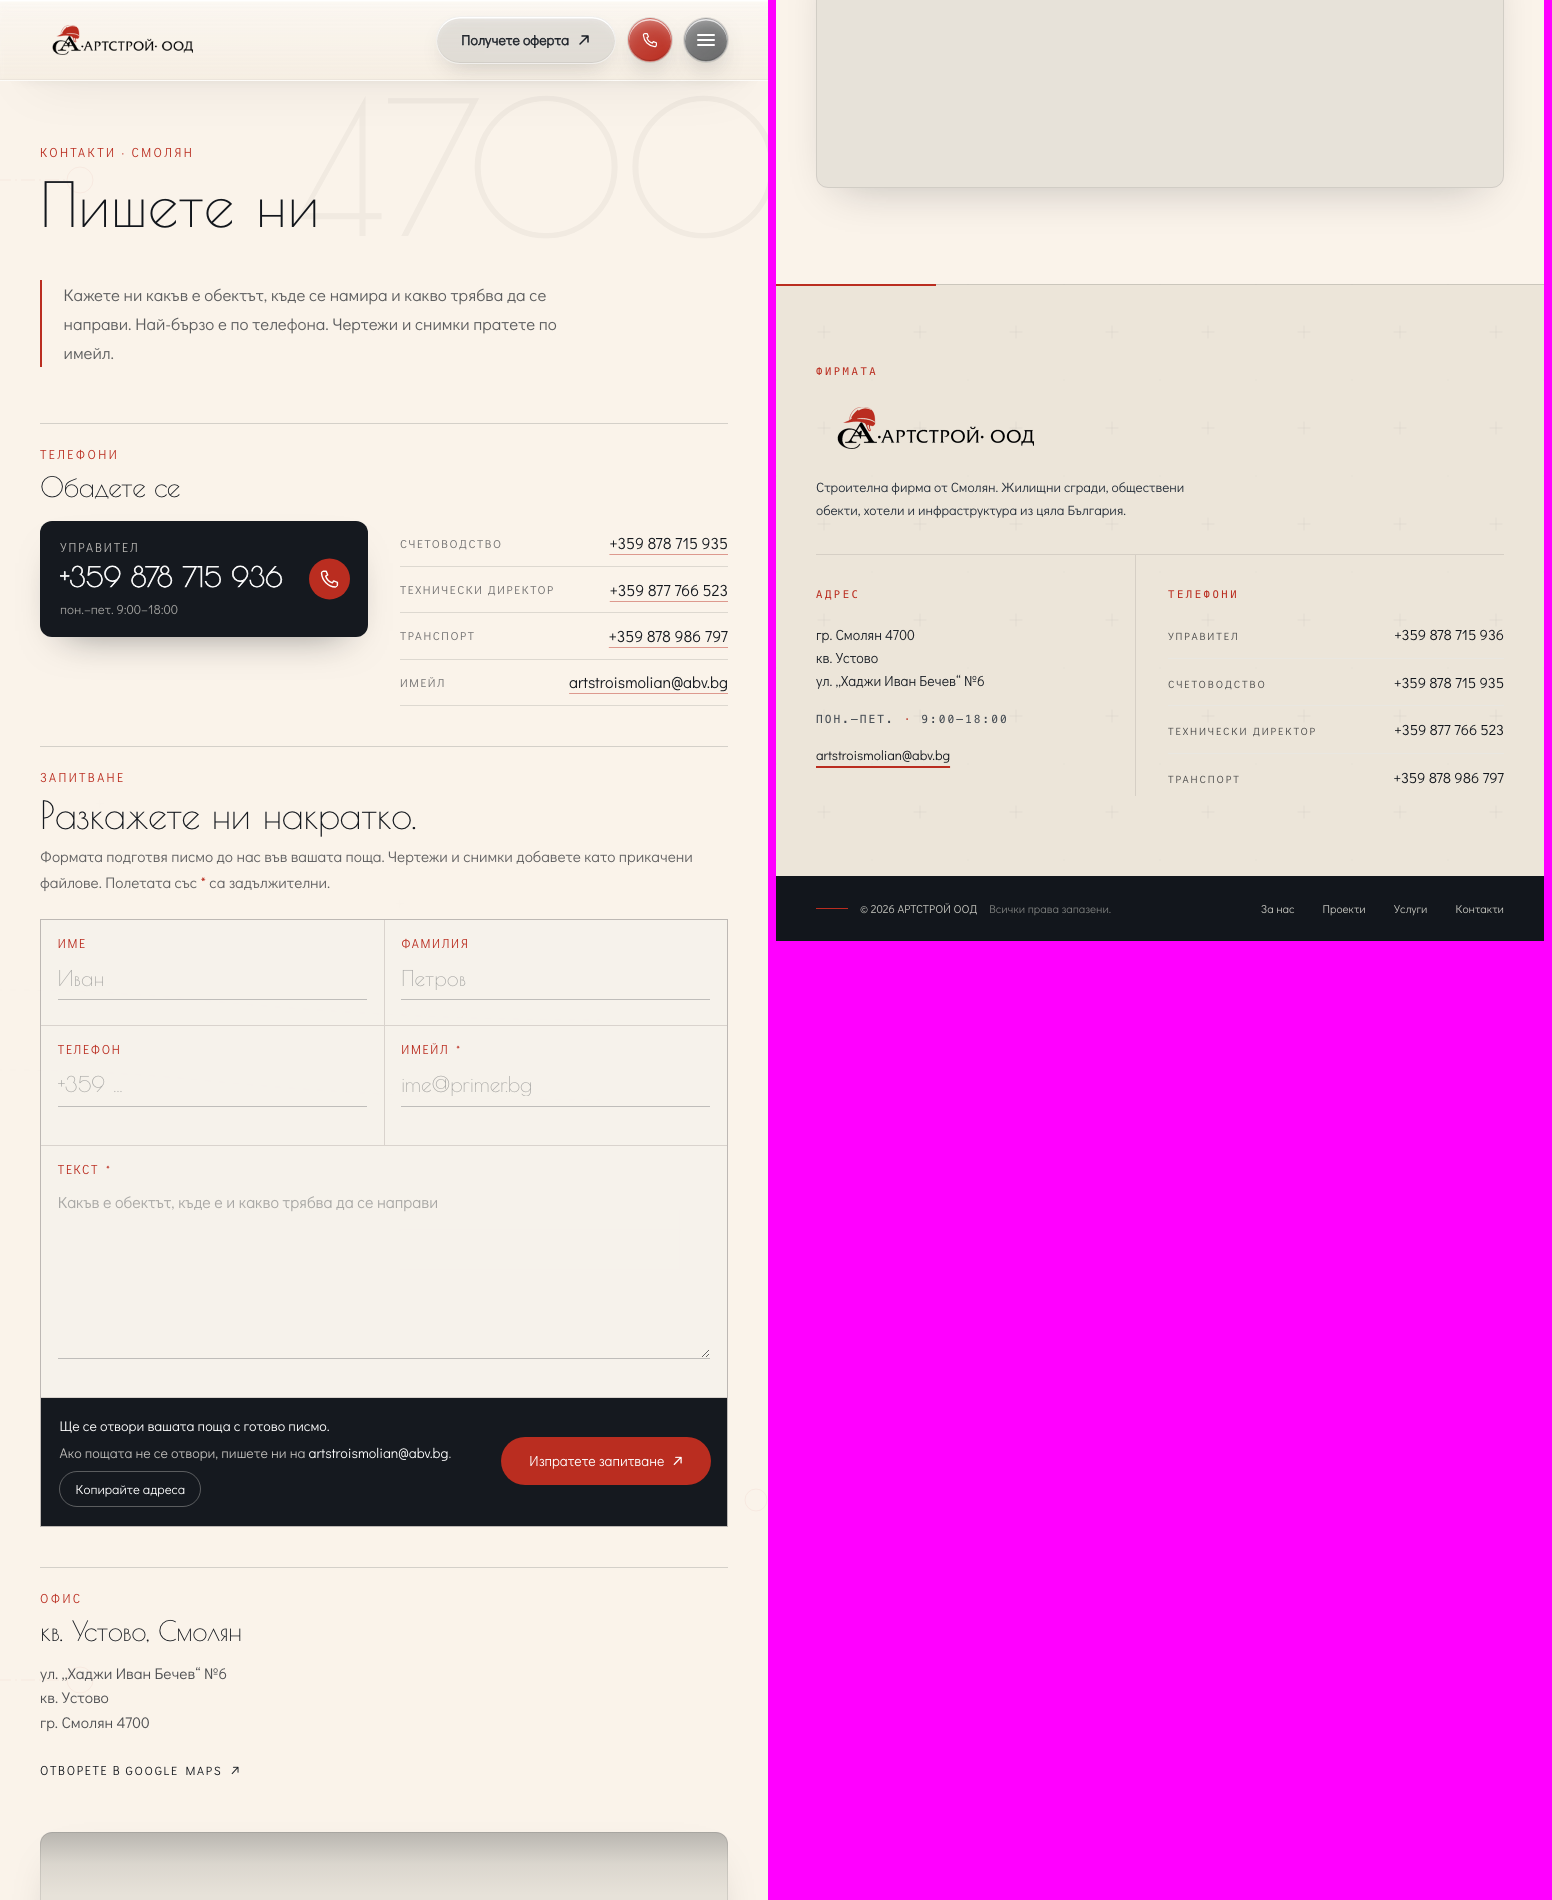 АРТСТРОЙ· ООД
Получете оферта
4700
КОНТАКТИ · СМОЛЯН
Пишете ни
Кажете ни какъв е обектът, къде се намира и какво трябва да се
направи. Най-бързо е по телефона. Чертежи и снимки пратете по
имейл.
ТЕЛЕФОНИ
Обадете се
УПРАВИТЕЛ
+359 878 715 936
пон.–пет. 9:00–18:00
СЧЕТОВОДСТВО +359 878 715 935
ТЕХНИЧЕСКИ ДИРЕКТОР +359 877 766 523
ТРАНСПОРТ +359 878 986 797
ИМЕЙЛ artstroismolian@abv.bg
ЗАПИТВАНЕ
Разкажете ни накратко.
Формата подготвя писмо до нас във вашата поща. Чертежи и снимки добавете като прикачени
файлове. Полетата със * са задължителни.
ИМЕ
Иван
ФАМИЛИЯ
Петров
ТЕЛЕФОН
+359 ...
ИМЕЙЛ *
ime@primer.bg
ТЕКСТ *
Какъв е обектът, къде е и какво трябва да се направи
Ще се отвори вашата поща с готово писмо.
Ако пощата не се отвори, пишете ни на artstroismolian@abv.bg.
Копирайте адреса
Изпратете запитване
ОФИС
кв. Устово, Смолян
ул. „Хаджи Иван Бечев“ №6
кв. Устово
гр. Смолян 4700
ОТВОРЕТЕ В GOOGLE MAPS
ФИРМАТА
АРТСТРОЙ· ООД
Строителна фирма от Смолян. Жилищни сгради, обществени
обекти, хотели и инфраструктура из цяла България.
АДРЕС
гр. Смолян 4700
кв. Устово
ул. „Хаджи Иван Бечев“ №6
ПОН.–ПЕТ. · 9:00–18:00
artstroismolian@abv.bg
ТЕЛЕФОНИ
УПРАВИТЕЛ +359 878 715 936
СЧЕТОВОДСТВО +359 878 715 935
ТЕХНИЧЕСКИ ДИРЕКТОР +359 877 766 523
ТРАНСПОРТ +359 878 986 797
© 2026 АРТСТРОЙ ООД Всички права запазени.
За нас Проекти Услуги Контакти